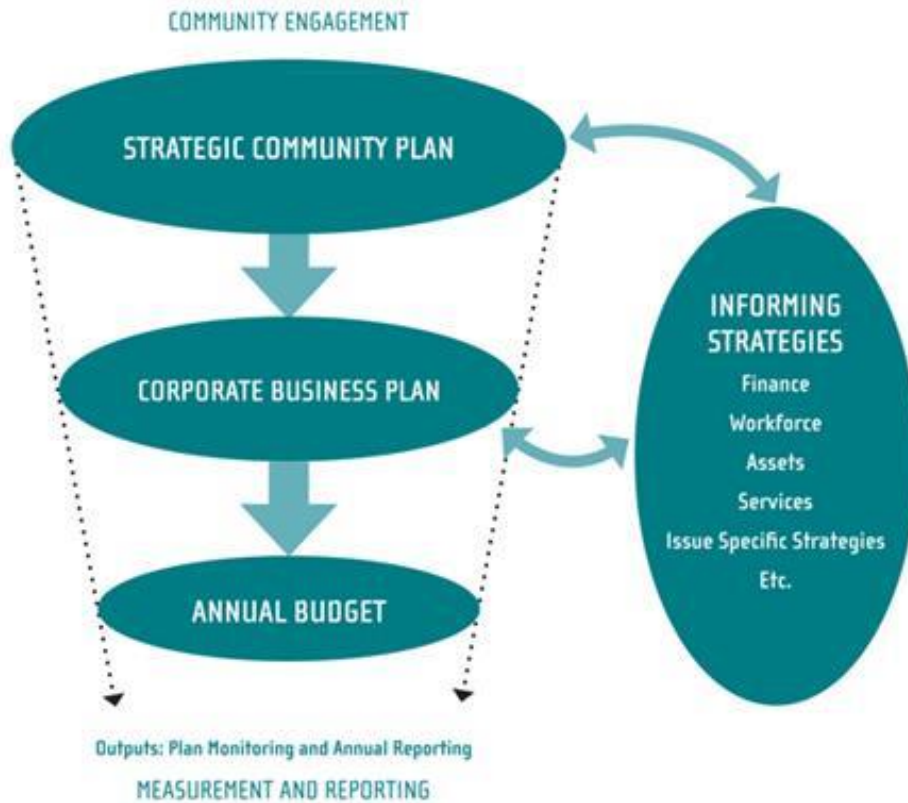 COMMUNITY ENGAGEMENT
STRATEGIC COMMUNITY PLAN
CORPORATE BUSINESS PLAN
ANNUAL BUDGET
INFORMING
STRATEGIES
Finance
Workforce
Assets
Services
Issue Specific Strategies
Etc.
Outputs: Plan Monitoring and Annual Reporting
MEASUREMENT AND REPORTING